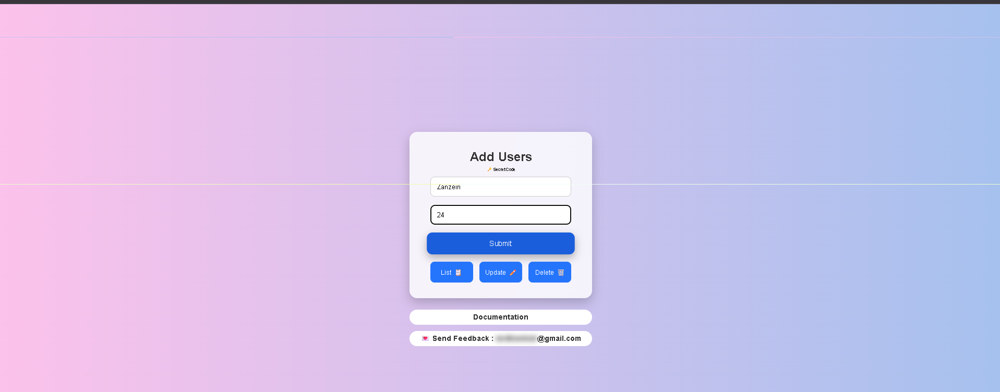 Add Users
🔑 SecretCode
Zanzein
24
Submit
List
Update
Delete
Documentation
💌 Send Feedback : @gmail.com